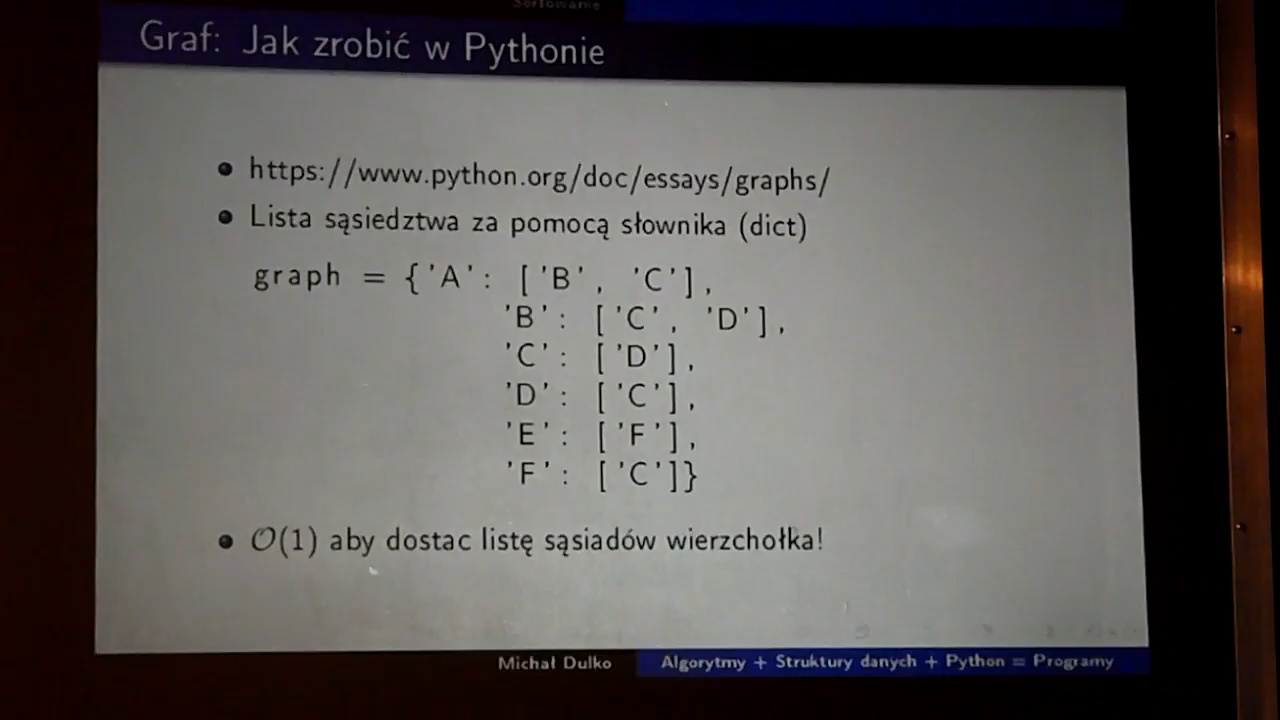 Sortowanie
Graf: Jak zrobić w Pythonie
https://www.python.org/doc/essays/graphs/
Lista sąsiedztwa za pomocą słownika (dict)
graph = {'A': ['B', 'C'],
'B': ['C', 'D'],
'C': ['D'],
'D': ['C'],
'E': ['F'],
'F': ['C']}
O(1) aby dostac listę sąsiadów wierzchołka!
Michał Dulko Algorytmy + Struktury danych + Python = Programy